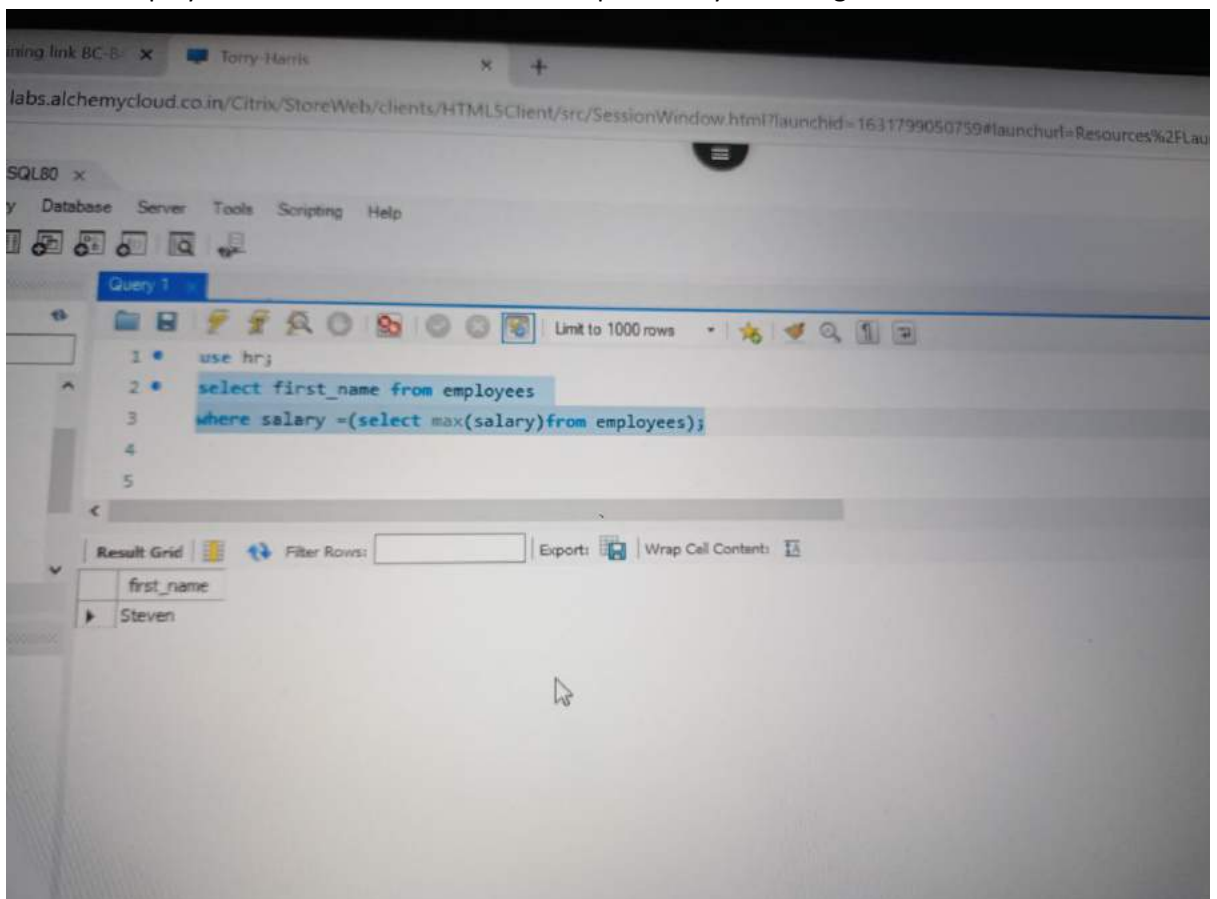 ining link BC-B
Torry-Harris
labs.alchemycloud.co.in/Citrix/StoreWeb/clients/HTML5Client/src/SessionWindow.html?launchid=1631799050759#launchurl=Resources%2FLau
SQL80
y Database Server Tools Scripting Help
Query 1
Limit to 1000 rows
1 use hr;
2 select first_name from employees
3 where salary =(select max(salary)from employees);
4
5
Result Grid Filter Rows: Export: Wrap Cell Content:
first_name
Steven